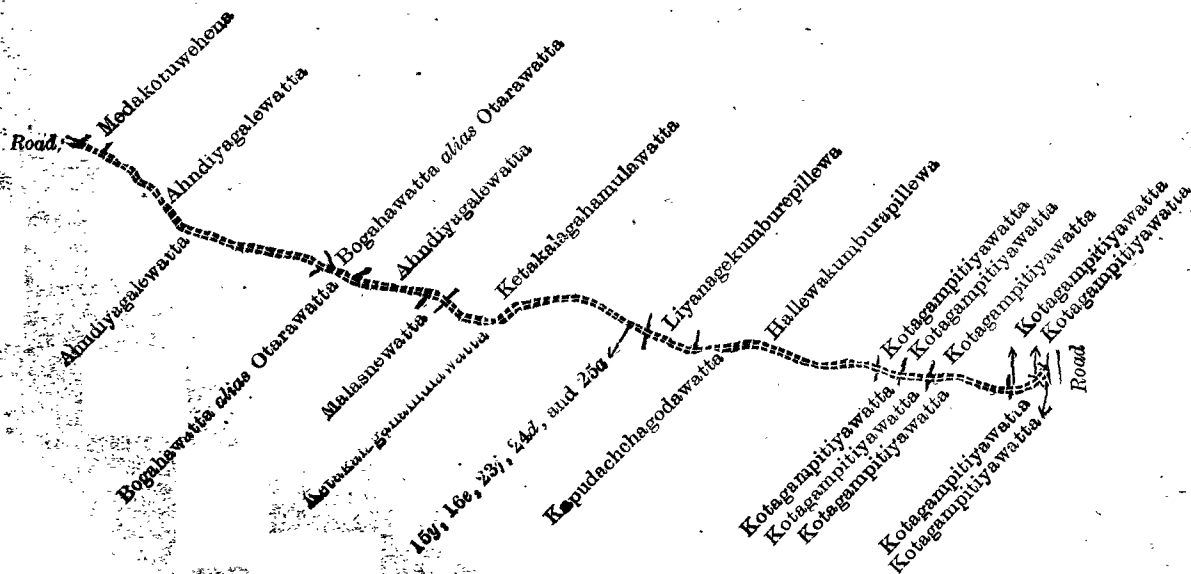 Road
Medakotuwehena
Ahndiyagalewatta
Bogahawatta alias Otarawatta
Ahndiyagalewatta
Ketakalagahamulawatta
Liyanagekumburepillewa
Hallewakumburapillewa
Kotagampitiyawatta
Kotagampitiyawatta
Kotagampitiyawatta
Kotagampitiyawatta
Kotagampitiyawatta
Road
Ahndiyagalewatta
Bogahawatta alias Otarawatta
Malasnewatta
15y, 16e, 23j, 24d, and 25a
Kapudachchagodawatta
Kotagampitiyawatta
Kotagampitiyawatta
Kotagampitiyawatta
Kotagampitiyawatta
Kotagampitiyawatta